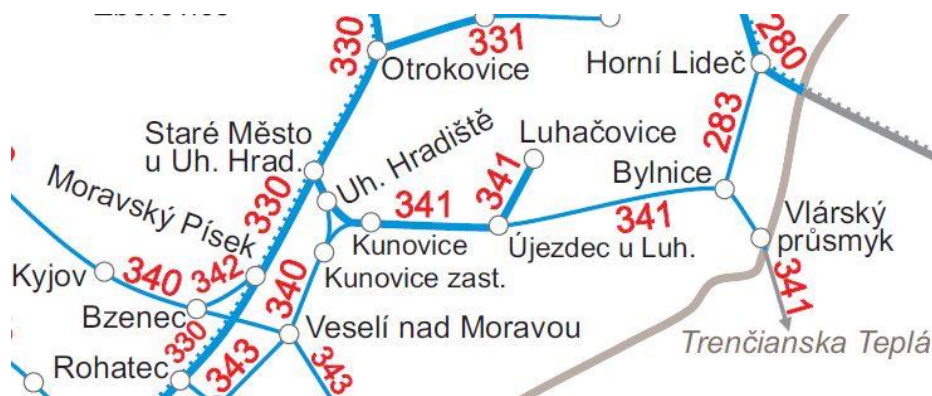 330
331
Otrokovice
Horní Lideč
280
283
Staré Město
u Uh. Hrad.
Uh. Hradiště
Luhačovice
341
Bylnice
Moravský Písek
330
341
Kunovice
Újezdec u Luh.
341
Vlárský
průsmyk
341
Kyjov
340
342
340
Kunovice zast.
Bzenec
Veselí nad Moravou
330
343
343
Rohatec
Trenčianska Teplá